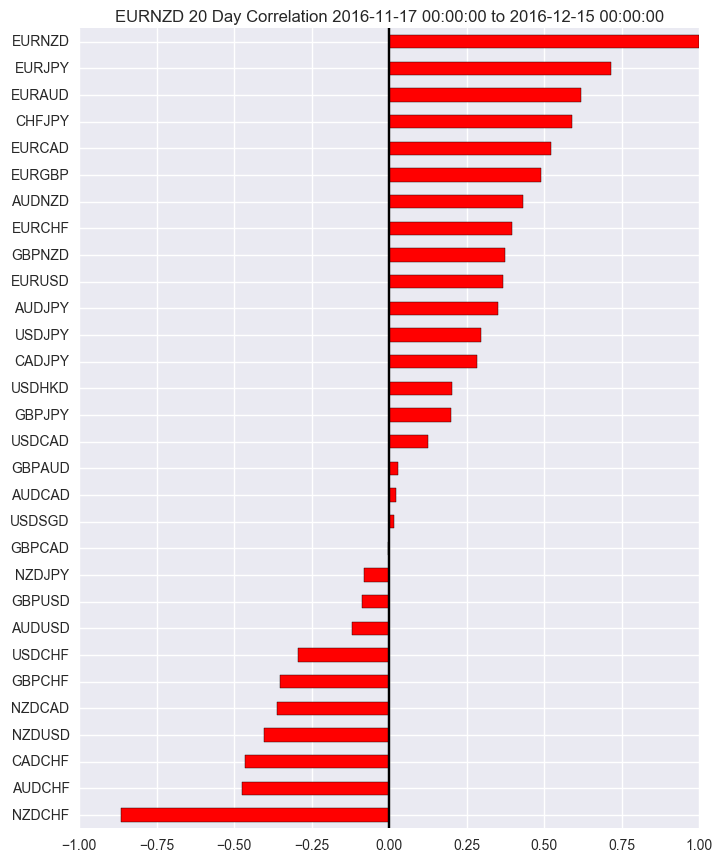 EURNZD 20 Day Correlation 2016-11-17 00:00:00 to 2016-12-15 00:00:00
EURNZD
EURJPY
EURAUD
CHFJPY
EURCAD
EURGBP
AUDNZD
EURCHF
GBPNZD
EURUSD
AUDJPY
USDJPY
CADJPY
USDHKD
GBPJPY
USDCAD
GBPAUD
AUDCAD
USDSGD
GBPCAD
NZDJPY
GBPUSD
AUDUSD
USDCHF
GBPCHF
NZDCAD
NZDUSD
CADCHF
AUDCHF
NZDCHF
−1.00 −0.75 −0.50 −0.25 0.00 0.25 0.50 0.75 1.00